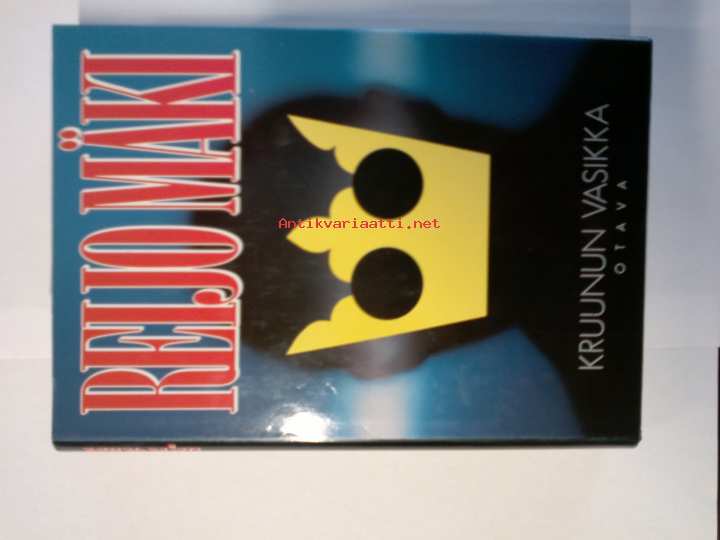 REIJO MÄKI
Antikvariaatti.net
KRUUNUN VASIKKA
OTAVA